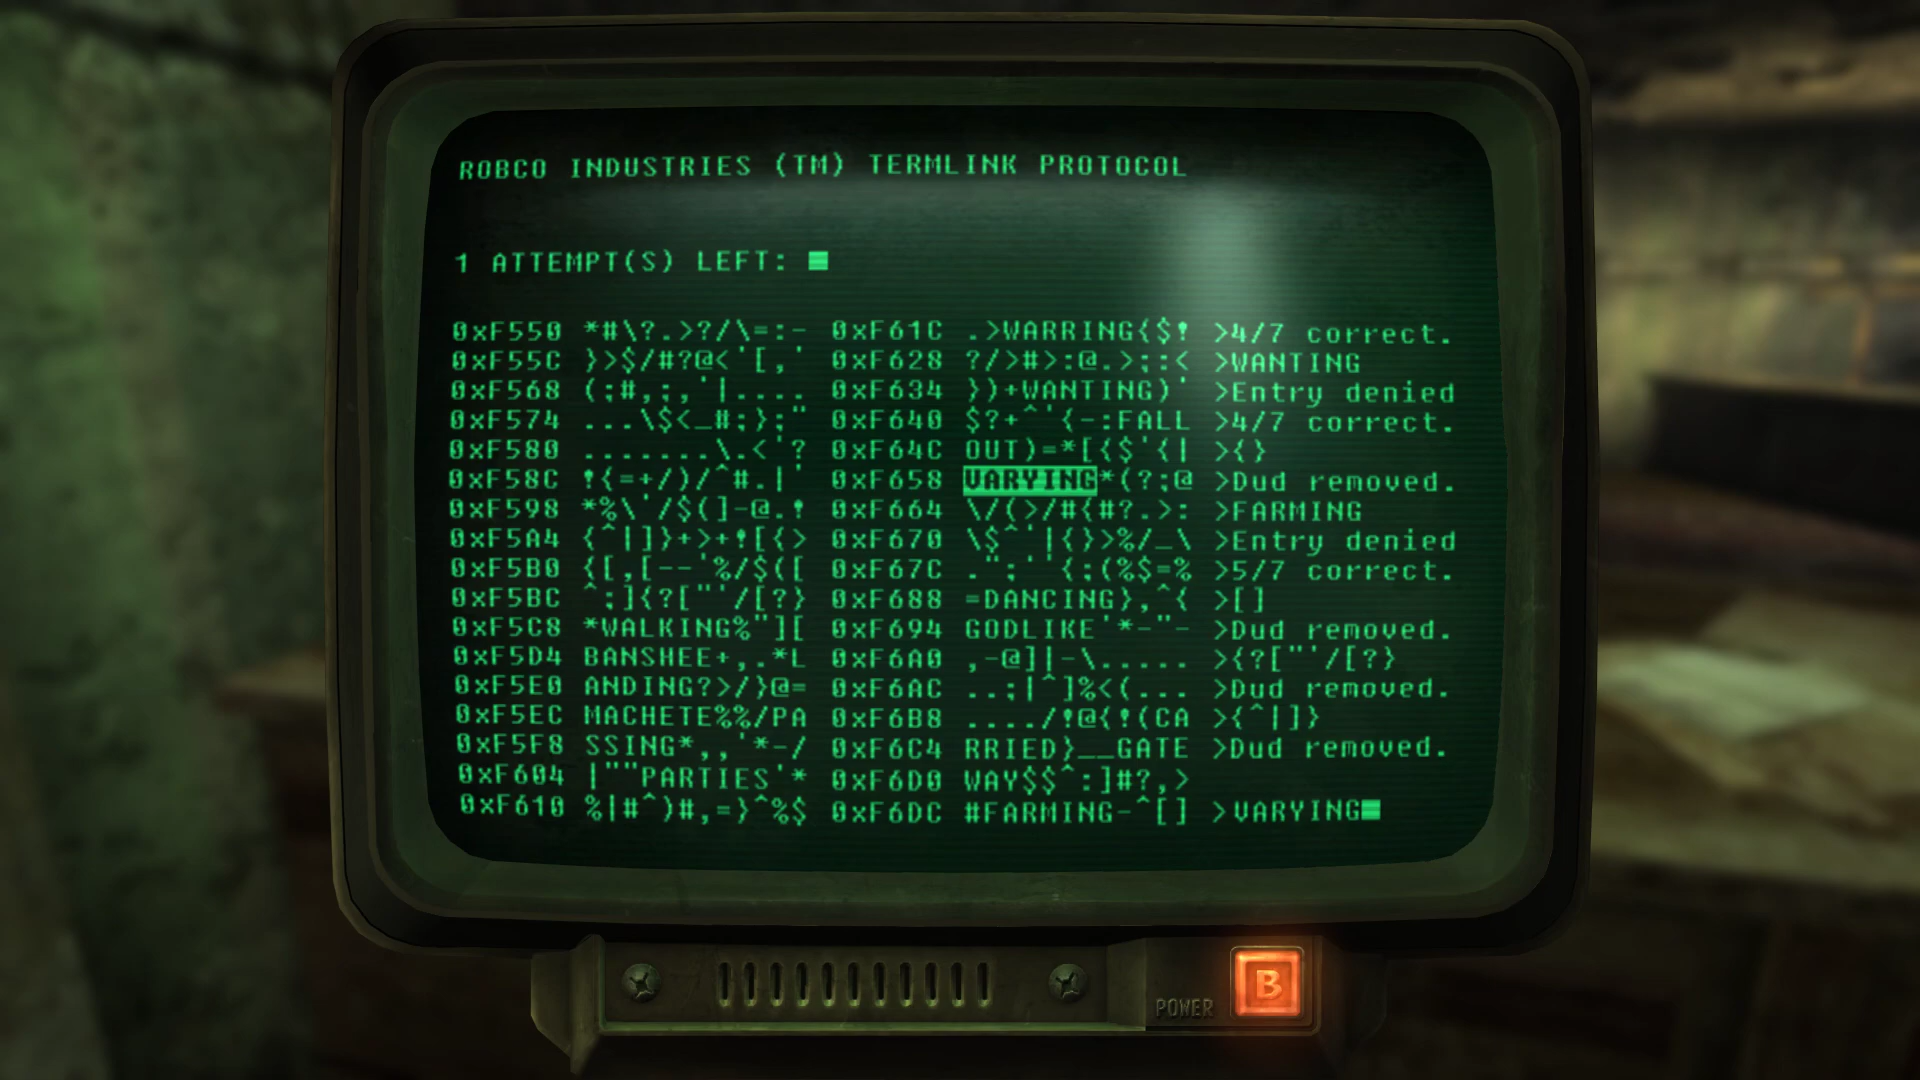 ROBCO INDUSTRIES (TM) TERMLINK PROTOCOL
1 ATTEMPT(S) LEFT: ■
0xF550 *#\?.>?/\=:- 0xF61C .>WARRING{$! >4/7 correct.
0xF55C }>$/#?@<'[,' 0xF628 ?/>#>:@.>;:< >WANTING
0xF568 (;#,;,'|.... 0xF634 })+WANTING)' >Entry denied
0xF574 ...\$<_#;};" 0xF640 $?+^'{-:FALL >4/7 correct.
0xF580 .......\.<'? 0xF64C OUT)=*[{$'{| >{}
0xF58C !{=+/)/^#.|' 0xF658 VARYING*(?;@ >Dud removed.
0xF598 *%\'/$(]-@.! 0xF664 \/(>/#{#?.>: >FARMING
0xF5A4 {^|]}+>+![{> 0xF670 \$^'|{}>%/_\ >Entry denied
0xF5B0 {[,[--'%/$([ 0xF67C .";''{;(%$=% >5/7 correct.
0xF5BC ^;]{?["'/[?} 0xF688 =DANCING},^{ >[]
0xF5C8 *WALKING%"][ 0xF694 GODLIKE'*-"- >Dud removed.
0xF5D4 BANSHEE+,.*L 0xF6A0 ,-@]|-\..... >{?["'/[?}
0xF5E0 ANDING?>/}@= 0xF6AC ..;|^]%<(... >Dud removed.
0xF5EC MACHETE%%/PA 0xF6B8 ..../!@{!(CA >{^|]}
0xF5F8 SSING*,,'*-/ 0xF6C4 RRIED}__GATE >Dud removed.
0xF604 |""PARTIES'* 0xF6D0 WAY$$^:]#?,>
0xF610 %|#^)#,=}^%$ 0xF6DC #FARMING-^[] >VARYING■
POWER
B